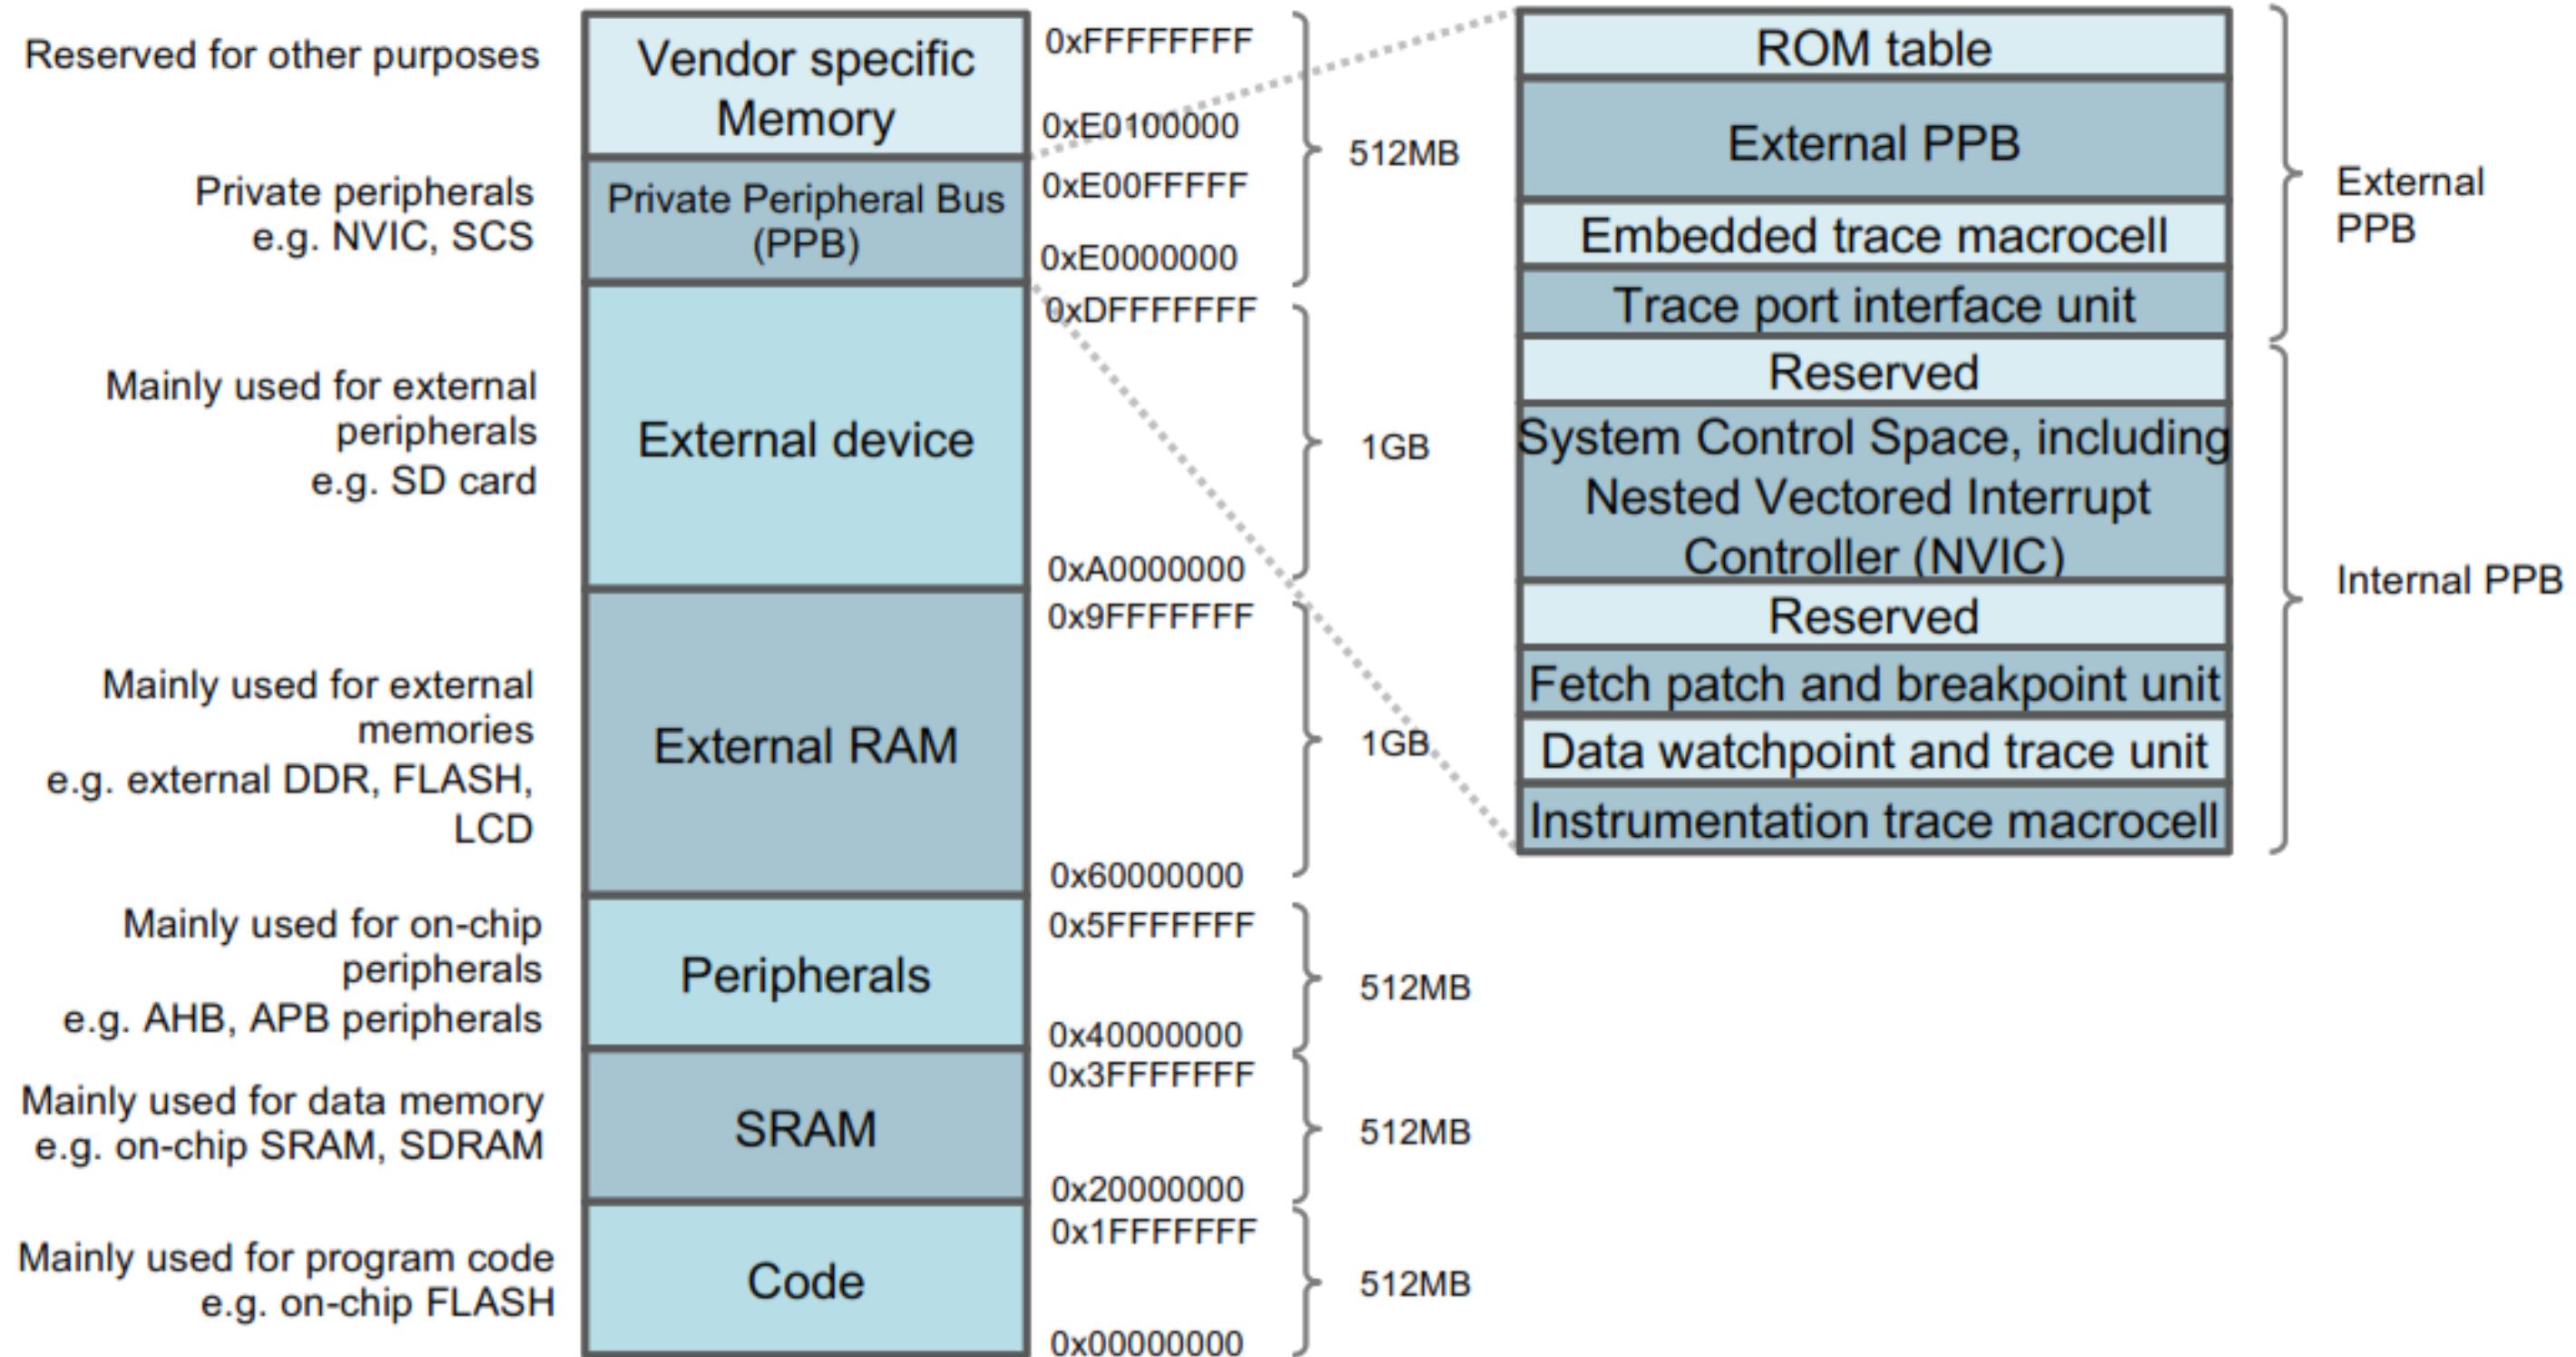 Reserved for other purposes
Private peripherals
e.g. NVIC, SCS
Mainly used for external
peripherals
e.g. SD card
Mainly used for external
memories
e.g. external DDR, FLASH,
LCD
Mainly used for on-chip
peripherals
e.g. AHB, APB peripherals
Mainly used for data memory
e.g. on-chip SRAM, SDRAM
Mainly used for program code
e.g. on-chip FLASH
Vendor specific
Memory
Private Peripheral Bus
(PPB)
External device
External RAM
Peripherals
SRAM
Code
0xFFFFFFFF
0xE0100000
0xE00FFFFF
0xE0000000
0xDFFFFFFF
0xA0000000
0x9FFFFFFF
0x60000000
0x5FFFFFFF
0x40000000
0x3FFFFFFF
0x20000000
0x1FFFFFFF
0x00000000
512MB
1GB
1GB
512MB
512MB
512MB
ROM table
External PPB
Embedded trace macrocell
Trace port interface unit
Reserved
System Control Space, including
Nested Vectored Interrupt
Controller (NVIC)
Reserved
Fetch patch and breakpoint unit
Data watchpoint and trace unit
Instrumentation trace macrocell
External
PPB
Internal PPB